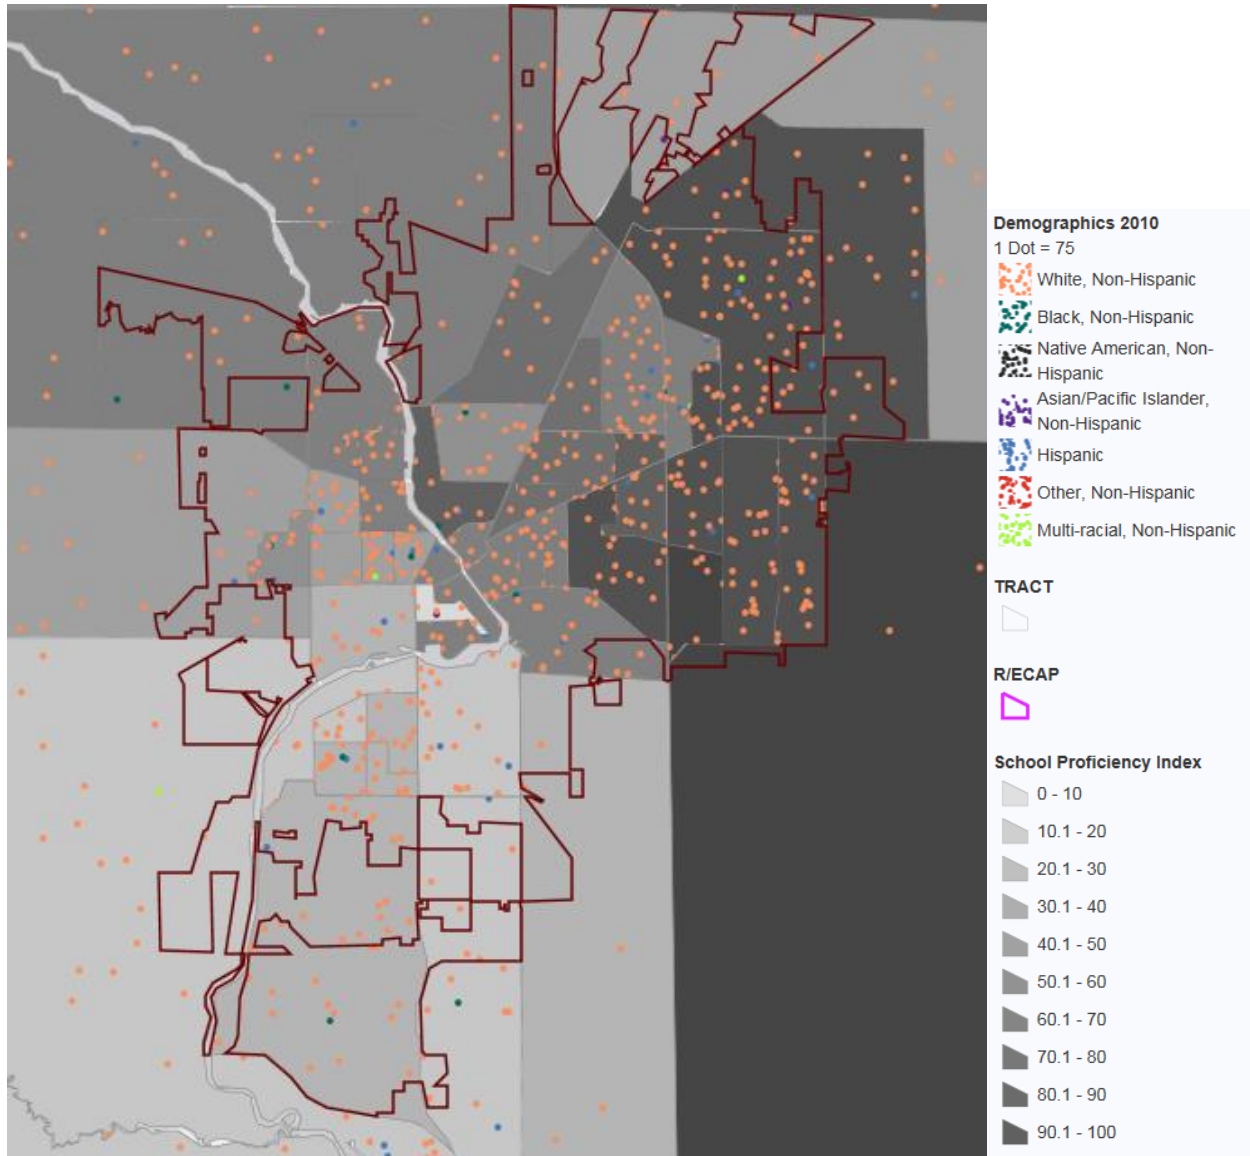 Demographics 2010
1 Dot = 75
White, Non-Hispanic
Black, Non-Hispanic
Native American, Non-
Hispanic
Asian/Pacific Islander,
Non-Hispanic
Hispanic
Other, Non-Hispanic
Multi-racial, Non-Hispanic
TRACT
R/ECAP
School Proficiency Index
0 - 10
10.1 - 20
20.1 - 30
30.1 - 40
40.1 - 50
50.1 - 60
60.1 - 70
70.1 - 80
80.1 - 90
90.1 - 100